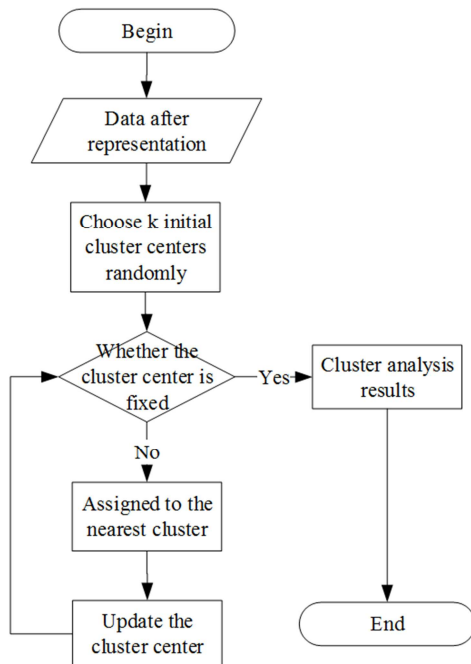 Begin
Data after
representation
Choose k initial
cluster centers
randomly
Whether the
cluster center is
fixed
Yes
Cluster analysis
results
No
Assigned to the
nearest cluster
Update the
cluster center
End